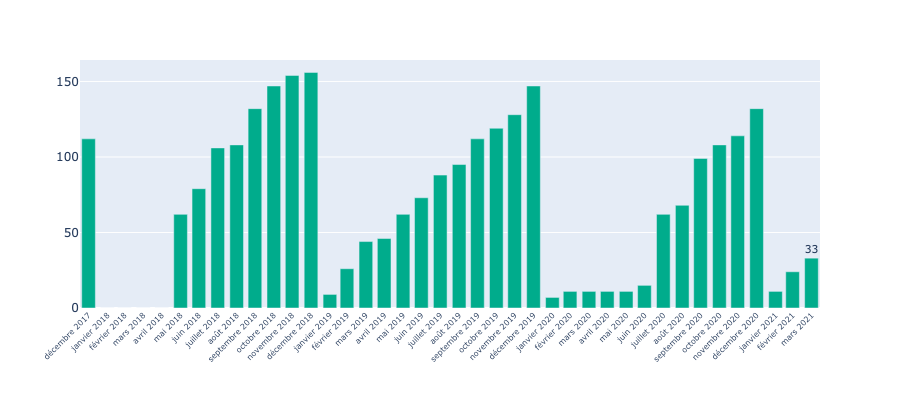 150
100
50
0
33
décembre 2017
janvier 2018
février 2018
mars 2018
avril 2018
mai 2018
juin 2018
juillet 2018
août 2018
septembre 2018
octobre 2018
novembre 2018
décembre 2018
janvier 2019
février 2019
mars 2019
avril 2019
mai 2019
juin 2019
juillet 2019
août 2019
septembre 2019
octobre 2019
novembre 2019
décembre 2019
janvier 2020
février 2020
mars 2020
avril 2020
mai 2020
juin 2020
juillet 2020
août 2020
septembre 2020
octobre 2020
novembre 2020
décembre 2020
janvier 2021
février 2021
mars 2021